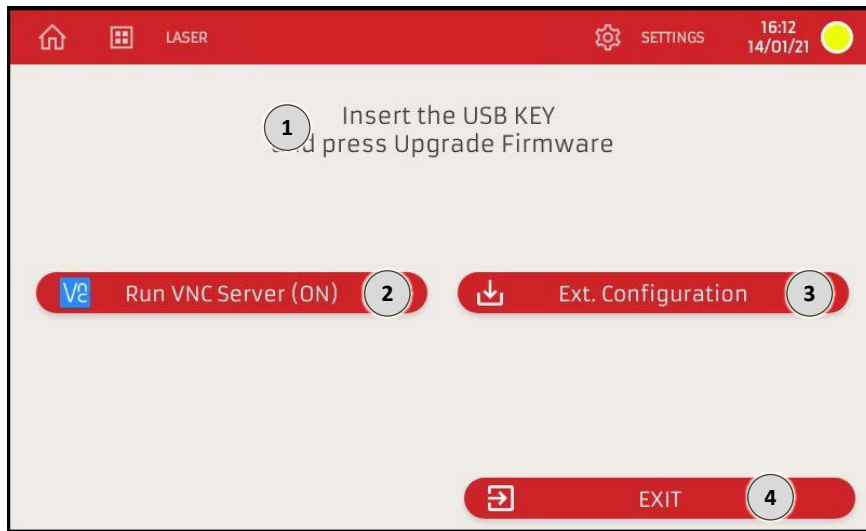 LASER
SETTINGS
16:12
14/01/21
1
Insert the USB KEY
and press Upgrade Firmware
Run VNC Server (ON)
2
Ext. Configuration
3
EXIT
4